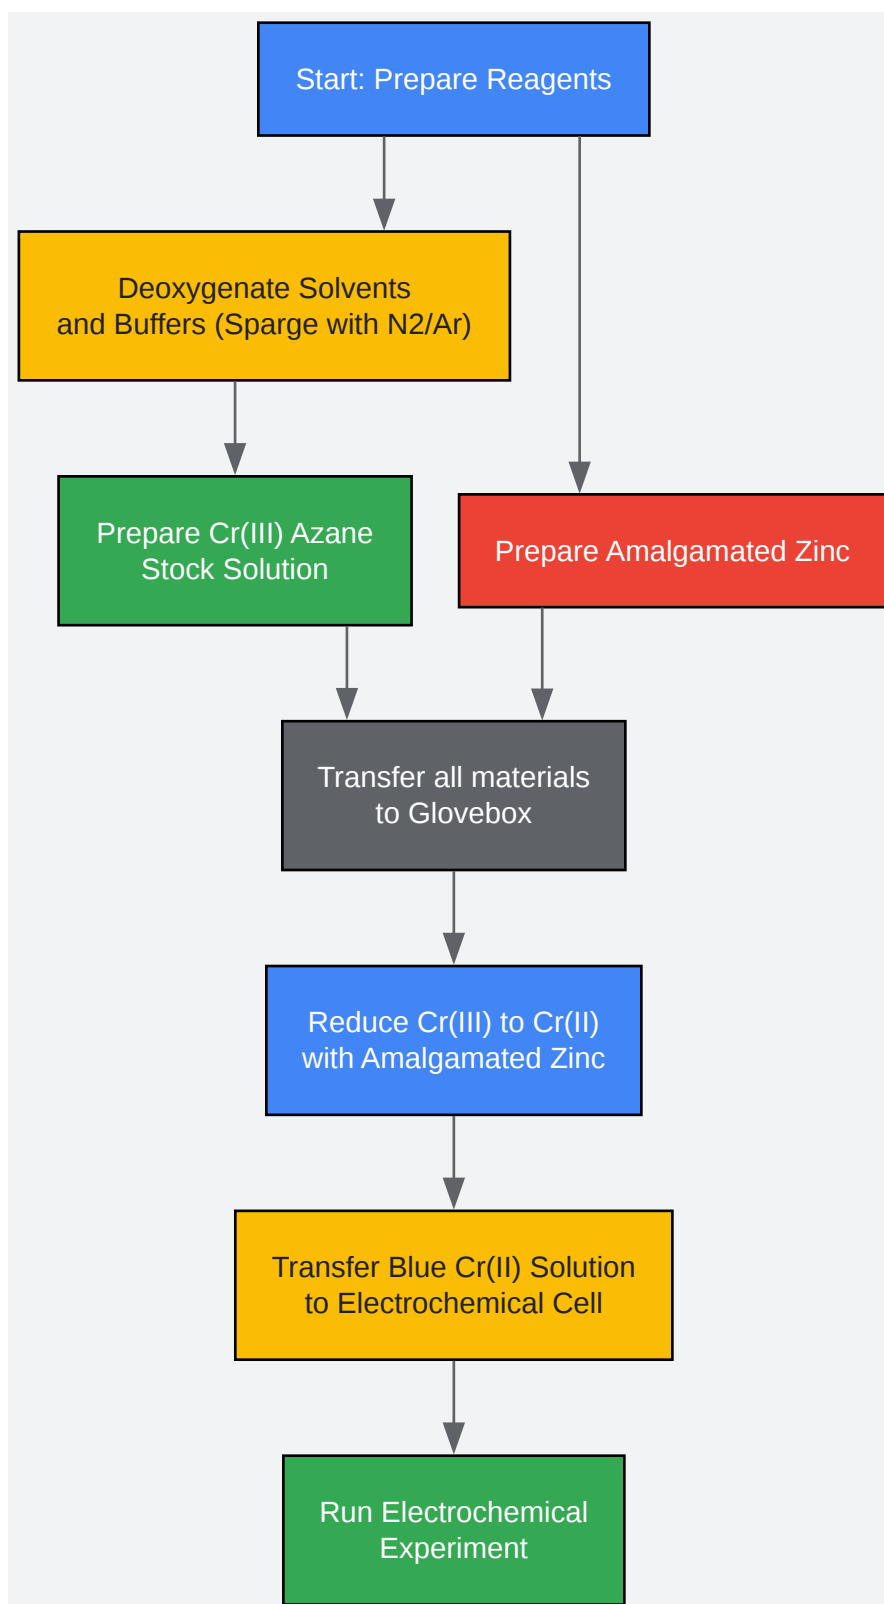 Start: Prepare Reagents
Deoxygenate Solvents
and Buffers (Sparge with N2/Ar)
Prepare Cr(III) Azane
Stock Solution
Prepare Amalgamated Zinc
Transfer all materials
to Glovebox
Reduce Cr(III) to Cr(II)
with Amalgamated Zinc
Transfer Blue Cr(II) Solution
to Electrochemical Cell
Run Electrochemical
Experiment